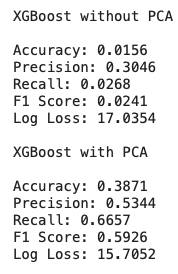 XGBoost without PCA
Accuracy: 0.0156
Precision: 0.3046
Recall: 0.0268
F1 Score: 0.0241
Log Loss: 17.0354
XGBoost with PCA
Accuracy: 0.3871
Precision: 0.5344
Recall: 0.6657
F1 Score: 0.5926
Log Loss: 15.7052